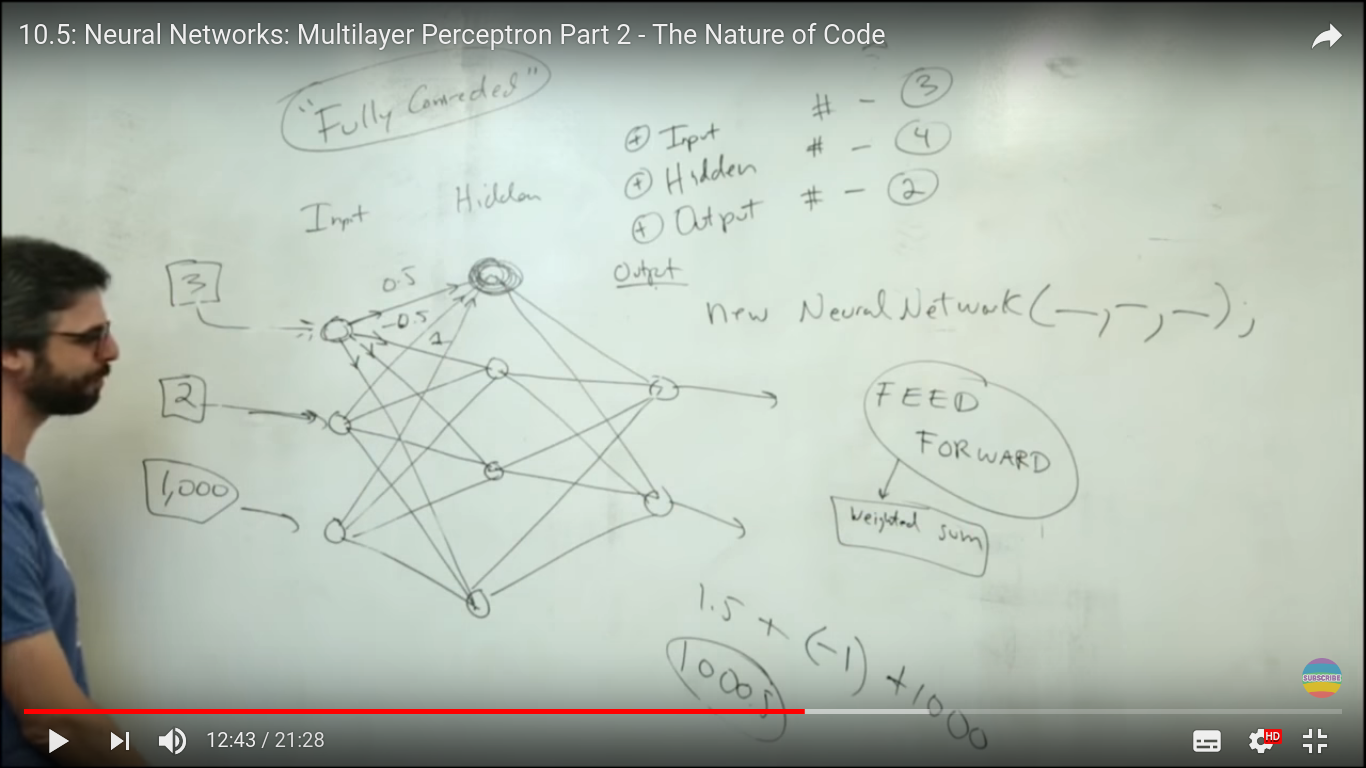 10.5: Neural Networks: Multilayer Perceptron Part 2 - The Nature of Code
"Fully Connected"
+ Input # - 3
+ Hidden # - 4
+ Output # - 2
Input
Hidden
Output
new Neural Network(—,—,—);
3
2
1,000
0.5
-0.5
1
FEED
FORWARD
Weighted sum
1.5 + (-1) + 1000
1000.5
SUBSCRIBE
12:43 / 21:28
HD